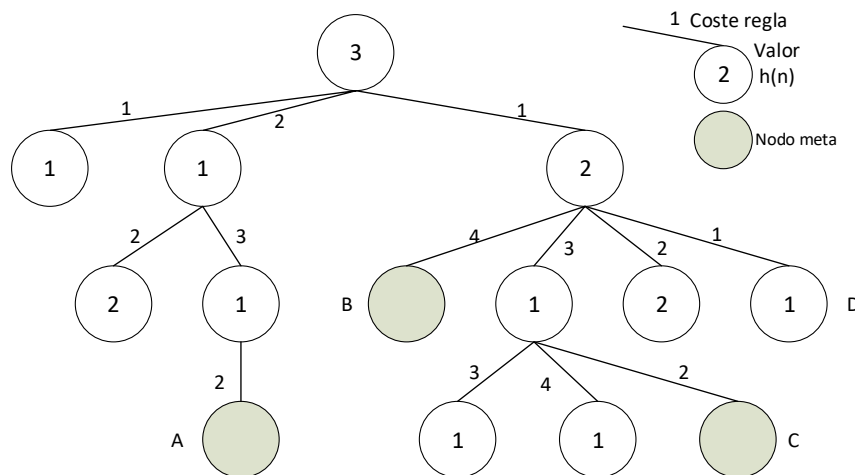 1 Coste regla
3
Valor
2 h(n)
1 2 1
Nodo meta
1 1 2
2 3 4 3 2 1
2 1 B 1 2 1 D
2 3 4 2
A 1 1 C